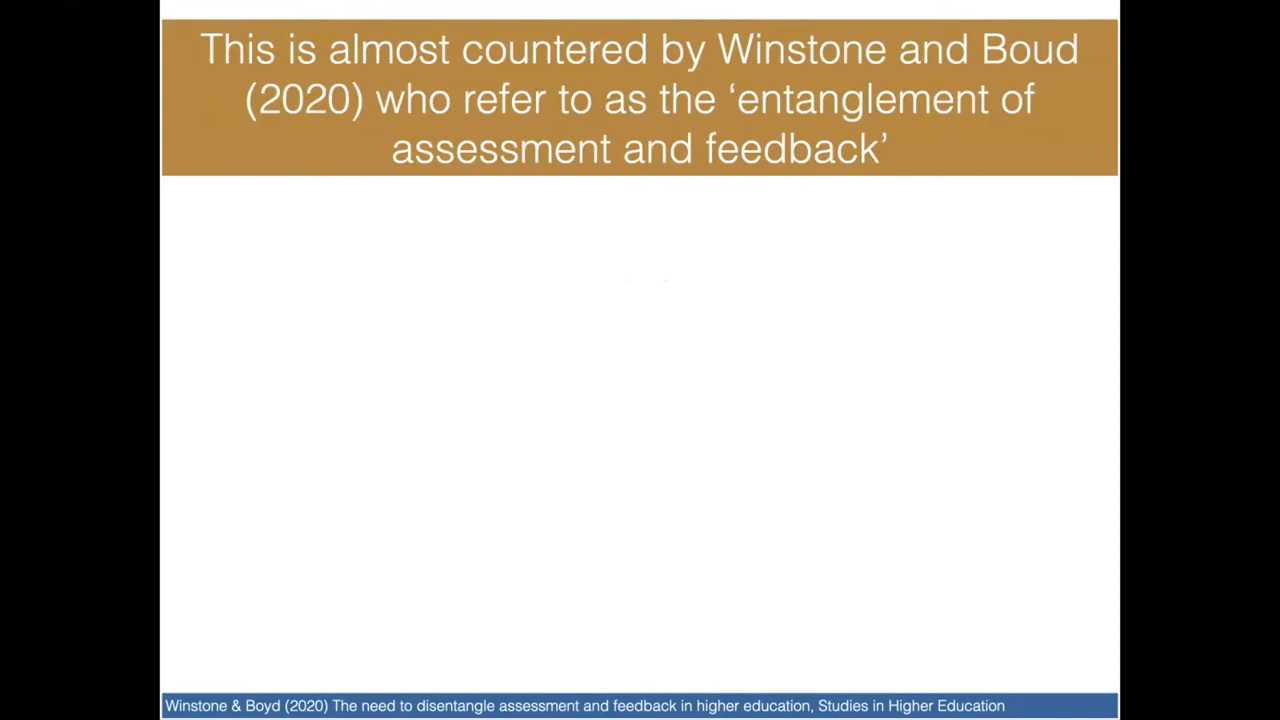 This is almost countered by Winstone and Boud
(2020) who refer to as the ‘entanglement of
assessment and feedback’
Winstone & Boyd (2020) The need to disentangle assessment and feedback in higher education, Studies in Higher Education